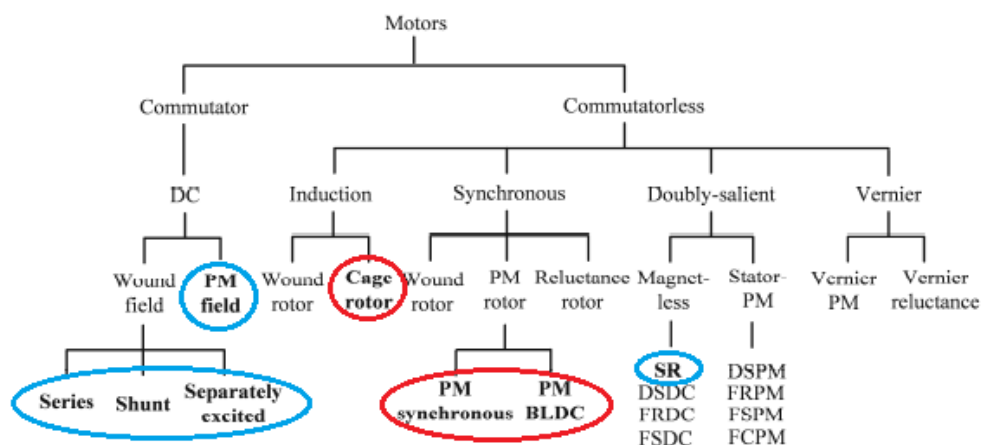 Motors
Commutator
Commutatorless
DC
Induction
Synchronous
Doubly-salient
Vernier
Wound
field
PM
field
Wound
rotor
Cage
rotor
Wound
rotor
PM
rotor
Reluctance
rotor
Magnet-
less
Stator-
PM
Vernier
PM
Vernier
reluctance
Series
Shunt
Separately
excited
PM
synchronous
PM
BLDC
SR
DSDC
FRDC
FSDC
DSPM
FRPM
FSPM
FCPM